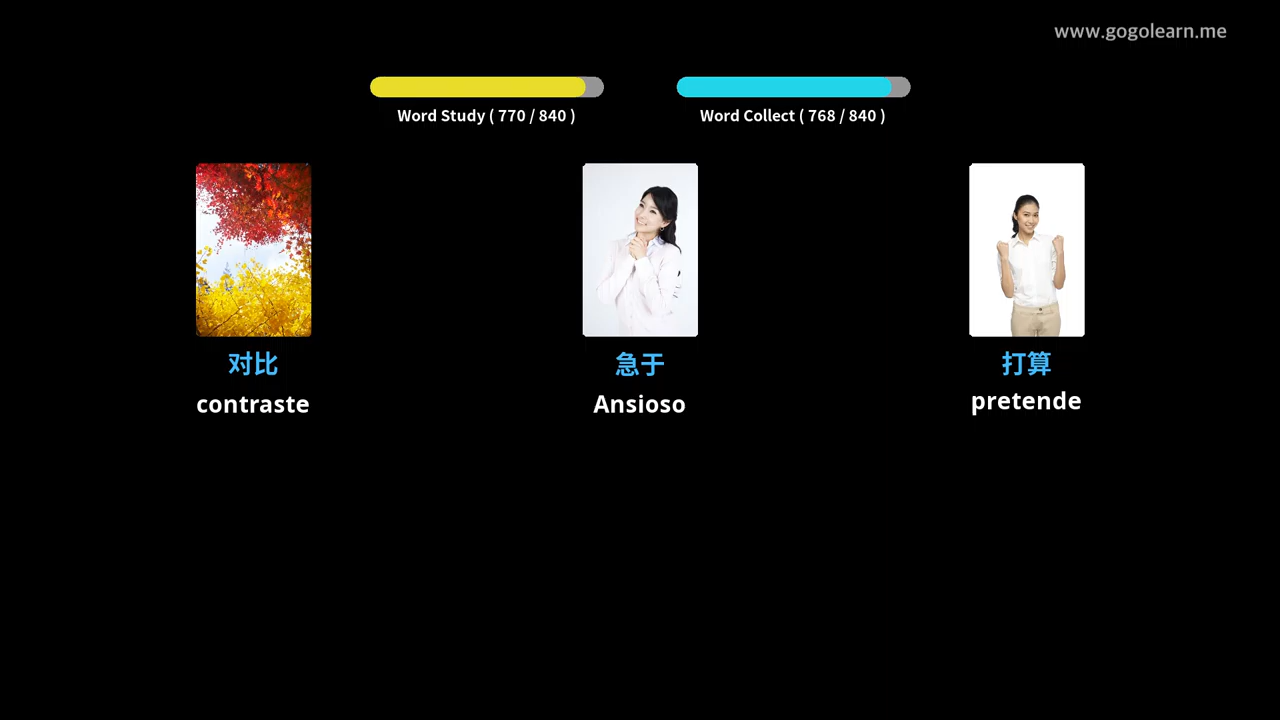 www.gogolearn.me
Word Study ( 770 / 840 )
Word Collect ( 768 / 840 )
对比
急于
打算
contraste
Ansioso
pretende